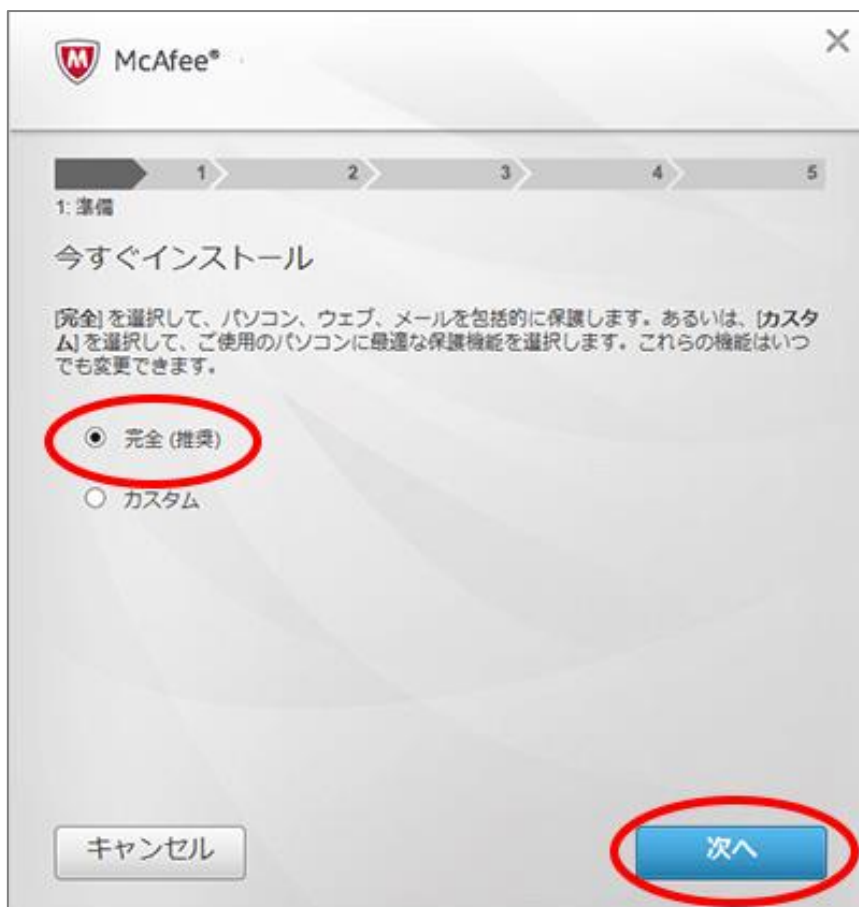 McAfee®
1 2 3 4 5
1: 準備
今すぐインストール
[完全] を選択して、パソコン、ウェブ、メールを包括的に保護します。あるいは、[カスタ
ム] を選択して、ご使用のパソコンに最適な保護機能を選択します。これらの機能はいつ
でも変更できます。
完全 (推奨)
カスタム
キャンセル 次へ